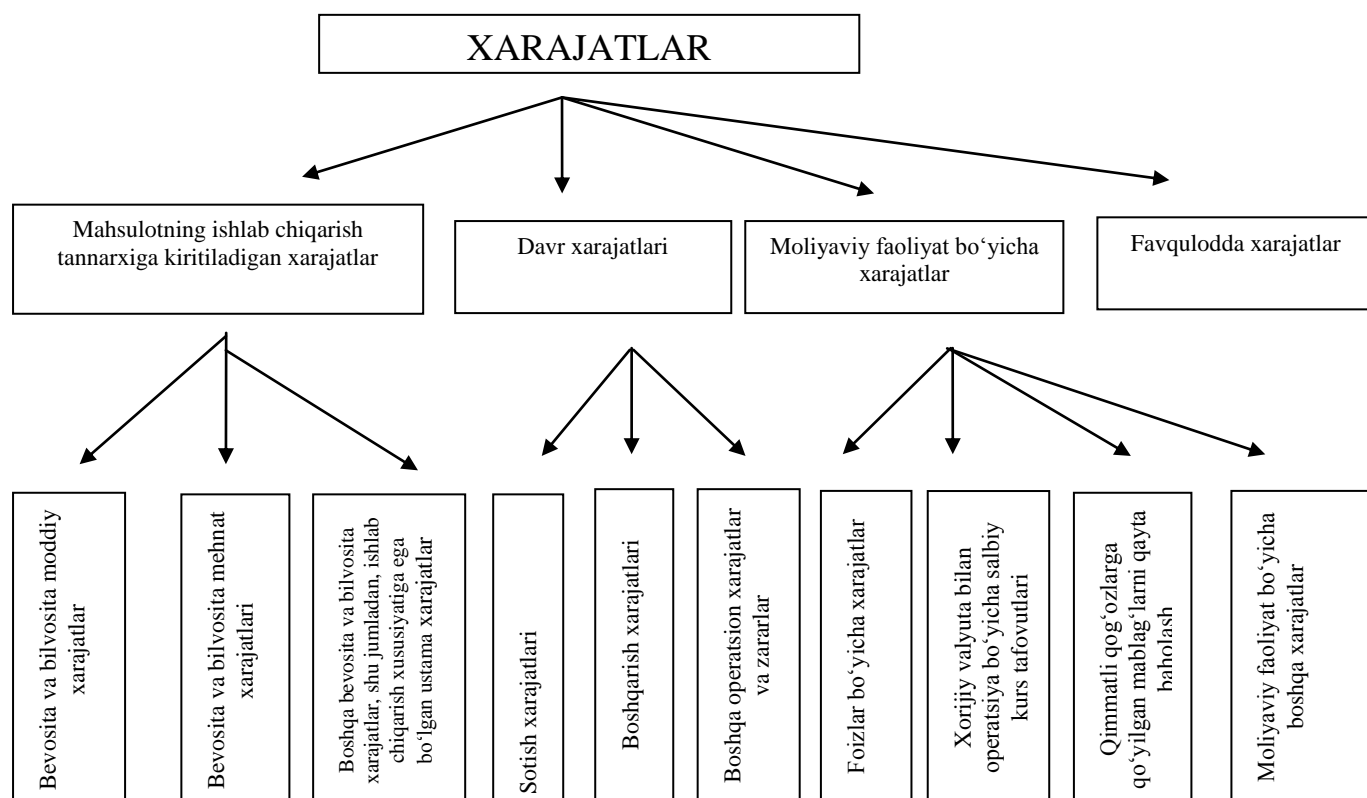 XARAJATLAR
Mahsulotning ishlab chiqarish
tannarxiga kiritiladigan xarajatlar
Davr xarajatlari
Moliyaviy faoliyat bo‘yicha
xarajatlar
Favqulodda xarajatlar
Bevosita va bilvosita moddiy
xarajatlar
Bevosita va bilvosita mehnat
xarajatlari
Boshqa bevosita va bilvosita
xarajatlar, shu jumladan, ishlab
chiqarish xususiyatiga ega
bo‘lgan ustama xarajatlar
Sotish xarajatlari
Boshqarish xarajatlari
Boshqa operatsion xarajatlar
va zararlar
Foizlar bo‘yicha xarajatlar
Xorijiy valyuta bilan
operatsiya bo‘yicha salbiy
kurs tafovutlari
Qimmatli qog‘ozlarga
qo‘yilgan mablag‘larni qayta
baholash
Moliyaviy faoliyat bo‘yicha
boshqa xarajatlar